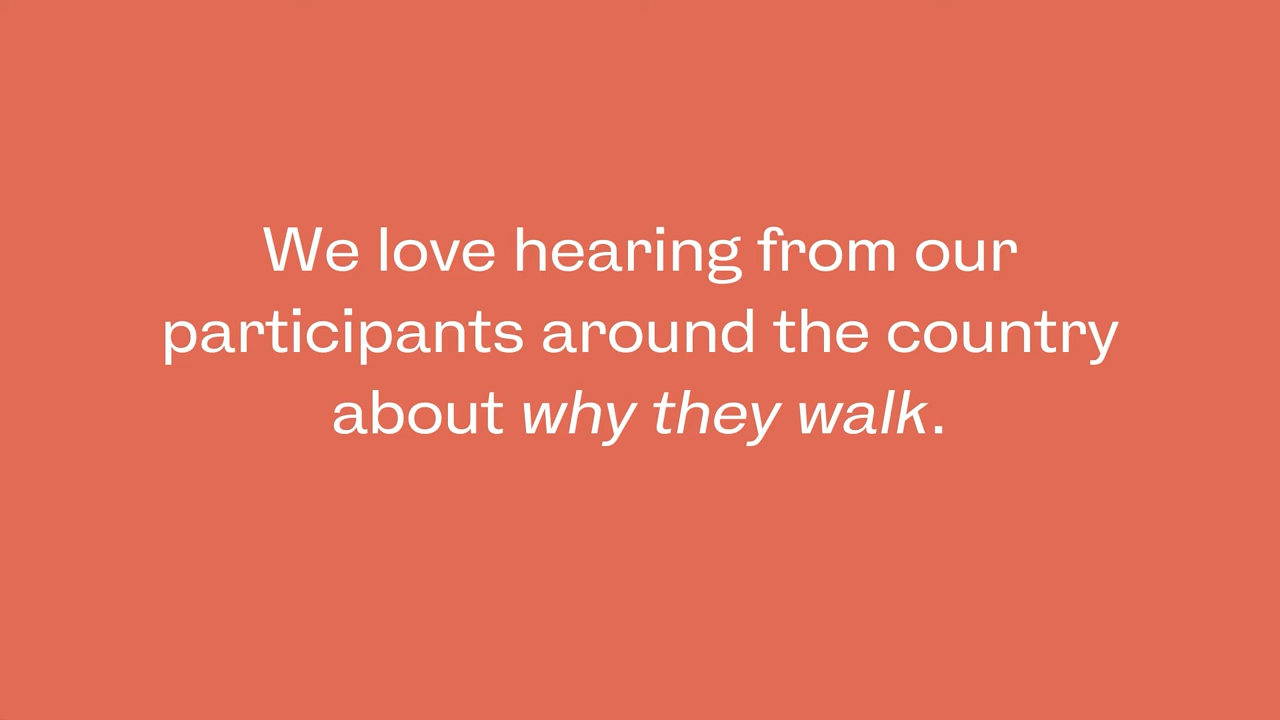 We love hearing from our
participants around the country
about why they walk.